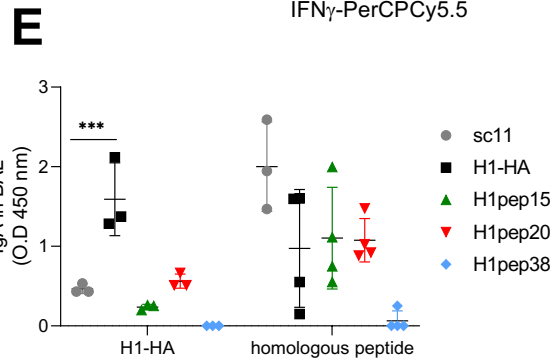 IFNγ-PerCPCy5.5
E
3
2
1
0
(O.D 450 nm)
***
H1-HA
homologous peptide
sc11
H1-HA
H1pep15
H1pep20
H1pep38